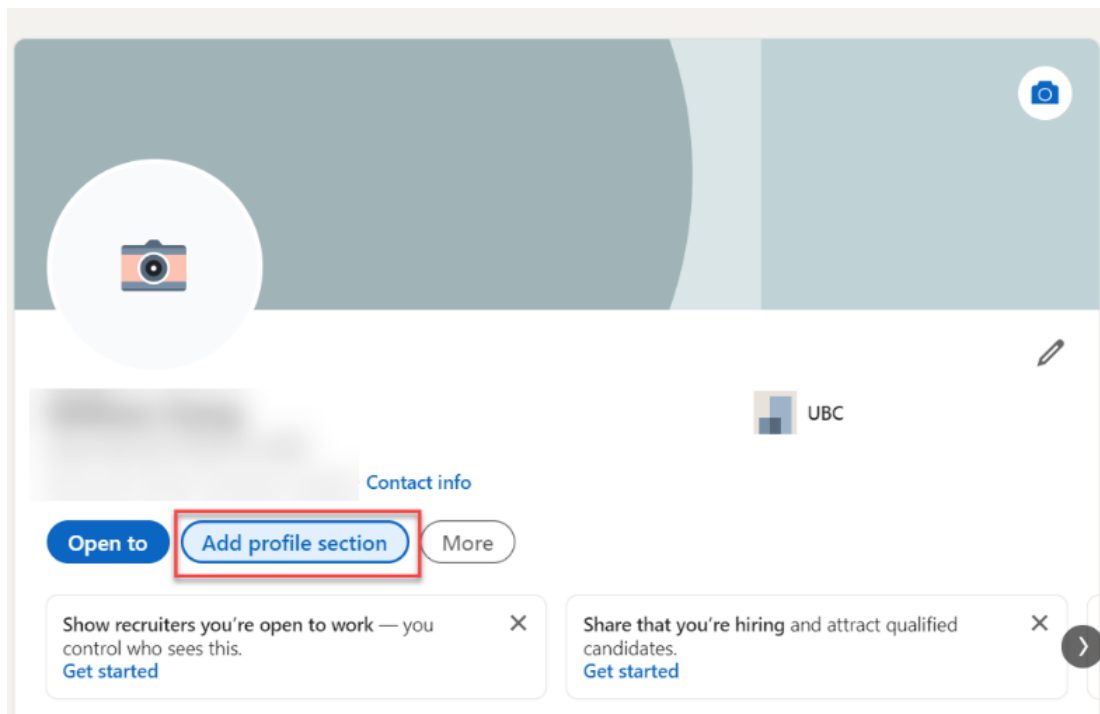 UBC
Contact info
Open to
Add profile section
More
Show recruiters you're open to work — you
control who sees this.
Get started
Share that you're hiring and attract qualified
candidates.
Get started